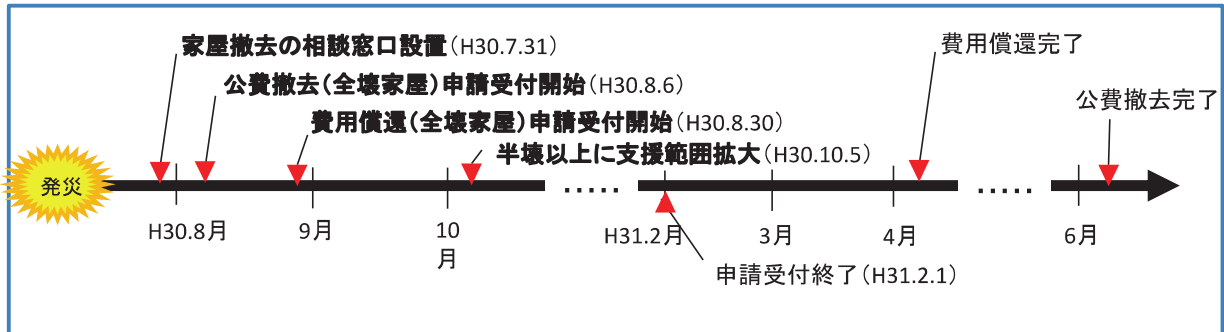 家屋撤去の相談窓口設置（H30.7.31）
費用償還完了
公費撤去（全壊家屋）申請受付開始（H30.8.6）
公費撤去完了
費用償還（全壊家屋）申請受付開始（H30.8.30）
半壊以上に支援範囲拡大（H30.10.5）
発災
.....
.....
H30.8月
9月
10
月
H31.2月
3月
4月
6月
申請受付終了（H31.2.1）